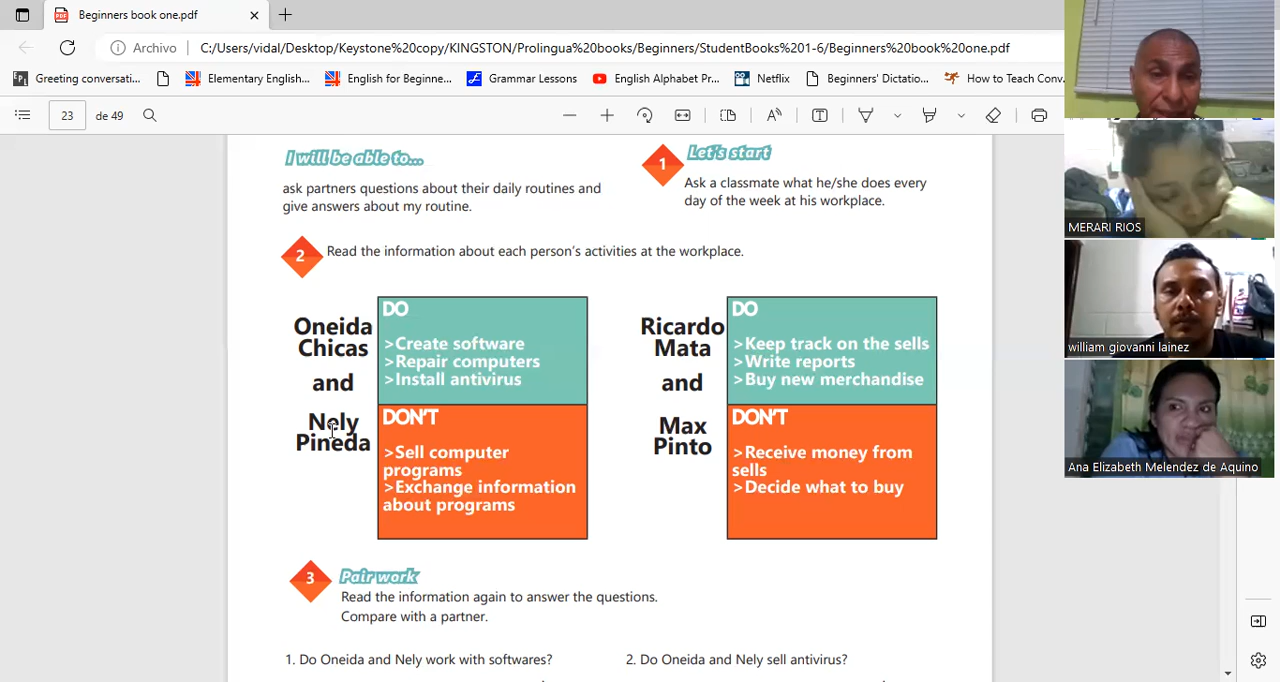 Beginners book one.pdf
Archivo
C:/Users/vidal/Desktop/Keystone%20copy/KINGSTON/Prolingua%20books/Beginners/StudentBooks%201-6/Beginners%20book%20one.pdf
Greeting conversati...
Elementary English...
English for Beginne...
Grammar Lessons
English Alphabet Pr...
Netflix
Beginners' Dictatio...
How to Teach Conv
23
de 49
I will be able to...
ask partners questions about their daily routines and
give answers about my routine.
1
Let's start
Ask a classmate what he/she does every
day of the week at his workplace.
2
Read the information about each person's activities at the workplace.
Oneida
Chicas
and
Nely
Pineda
DO
>Create software
>Repair computers
>Install antivirus
DON'T
>Sell computer
programs
>Exchange information
about programs
Ricardo
Mata
and
Max
Pinto
DO
>Keep track on the sells
>Write reports
>Buy new merchandise
DON'T
>Receive money from
sells
>Decide what to buy
3
Pair work
Read the information again to answer the questions.
Compare with a partner.
1. Do Oneida and Nely work with softwares?
2. Do Oneida and Nely sell antivirus?
MERARI RIOS
william giovanni lainez
Ana Elizabeth Melendez de Aquino